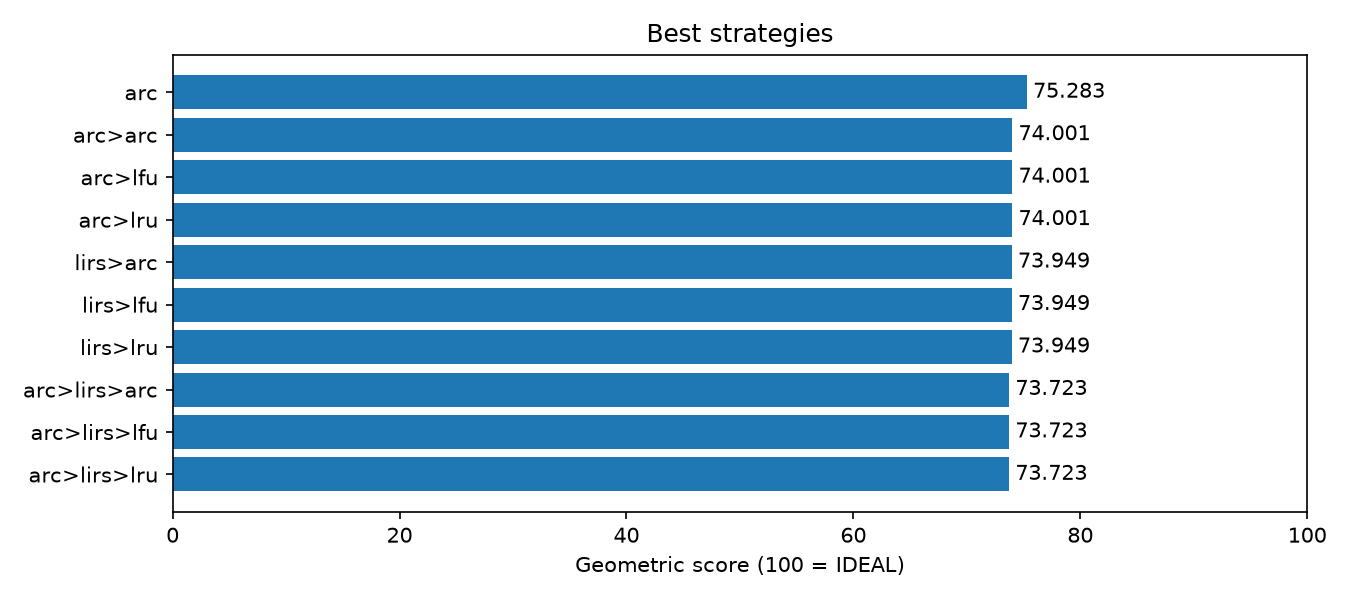 Best strategies
arc 75.283
arc>arc 74.001
arc>lfu 74.001
arc>lru 74.001
lirs>arc 73.949
lirs>lfu 73.949
lirs>lru 73.949
arc>lirs>arc 73.723
arc>lirs>lfu 73.723
arc>lirs>lru 73.723
0 20 40 60 80 100
Geometric score (100 = IDEAL)